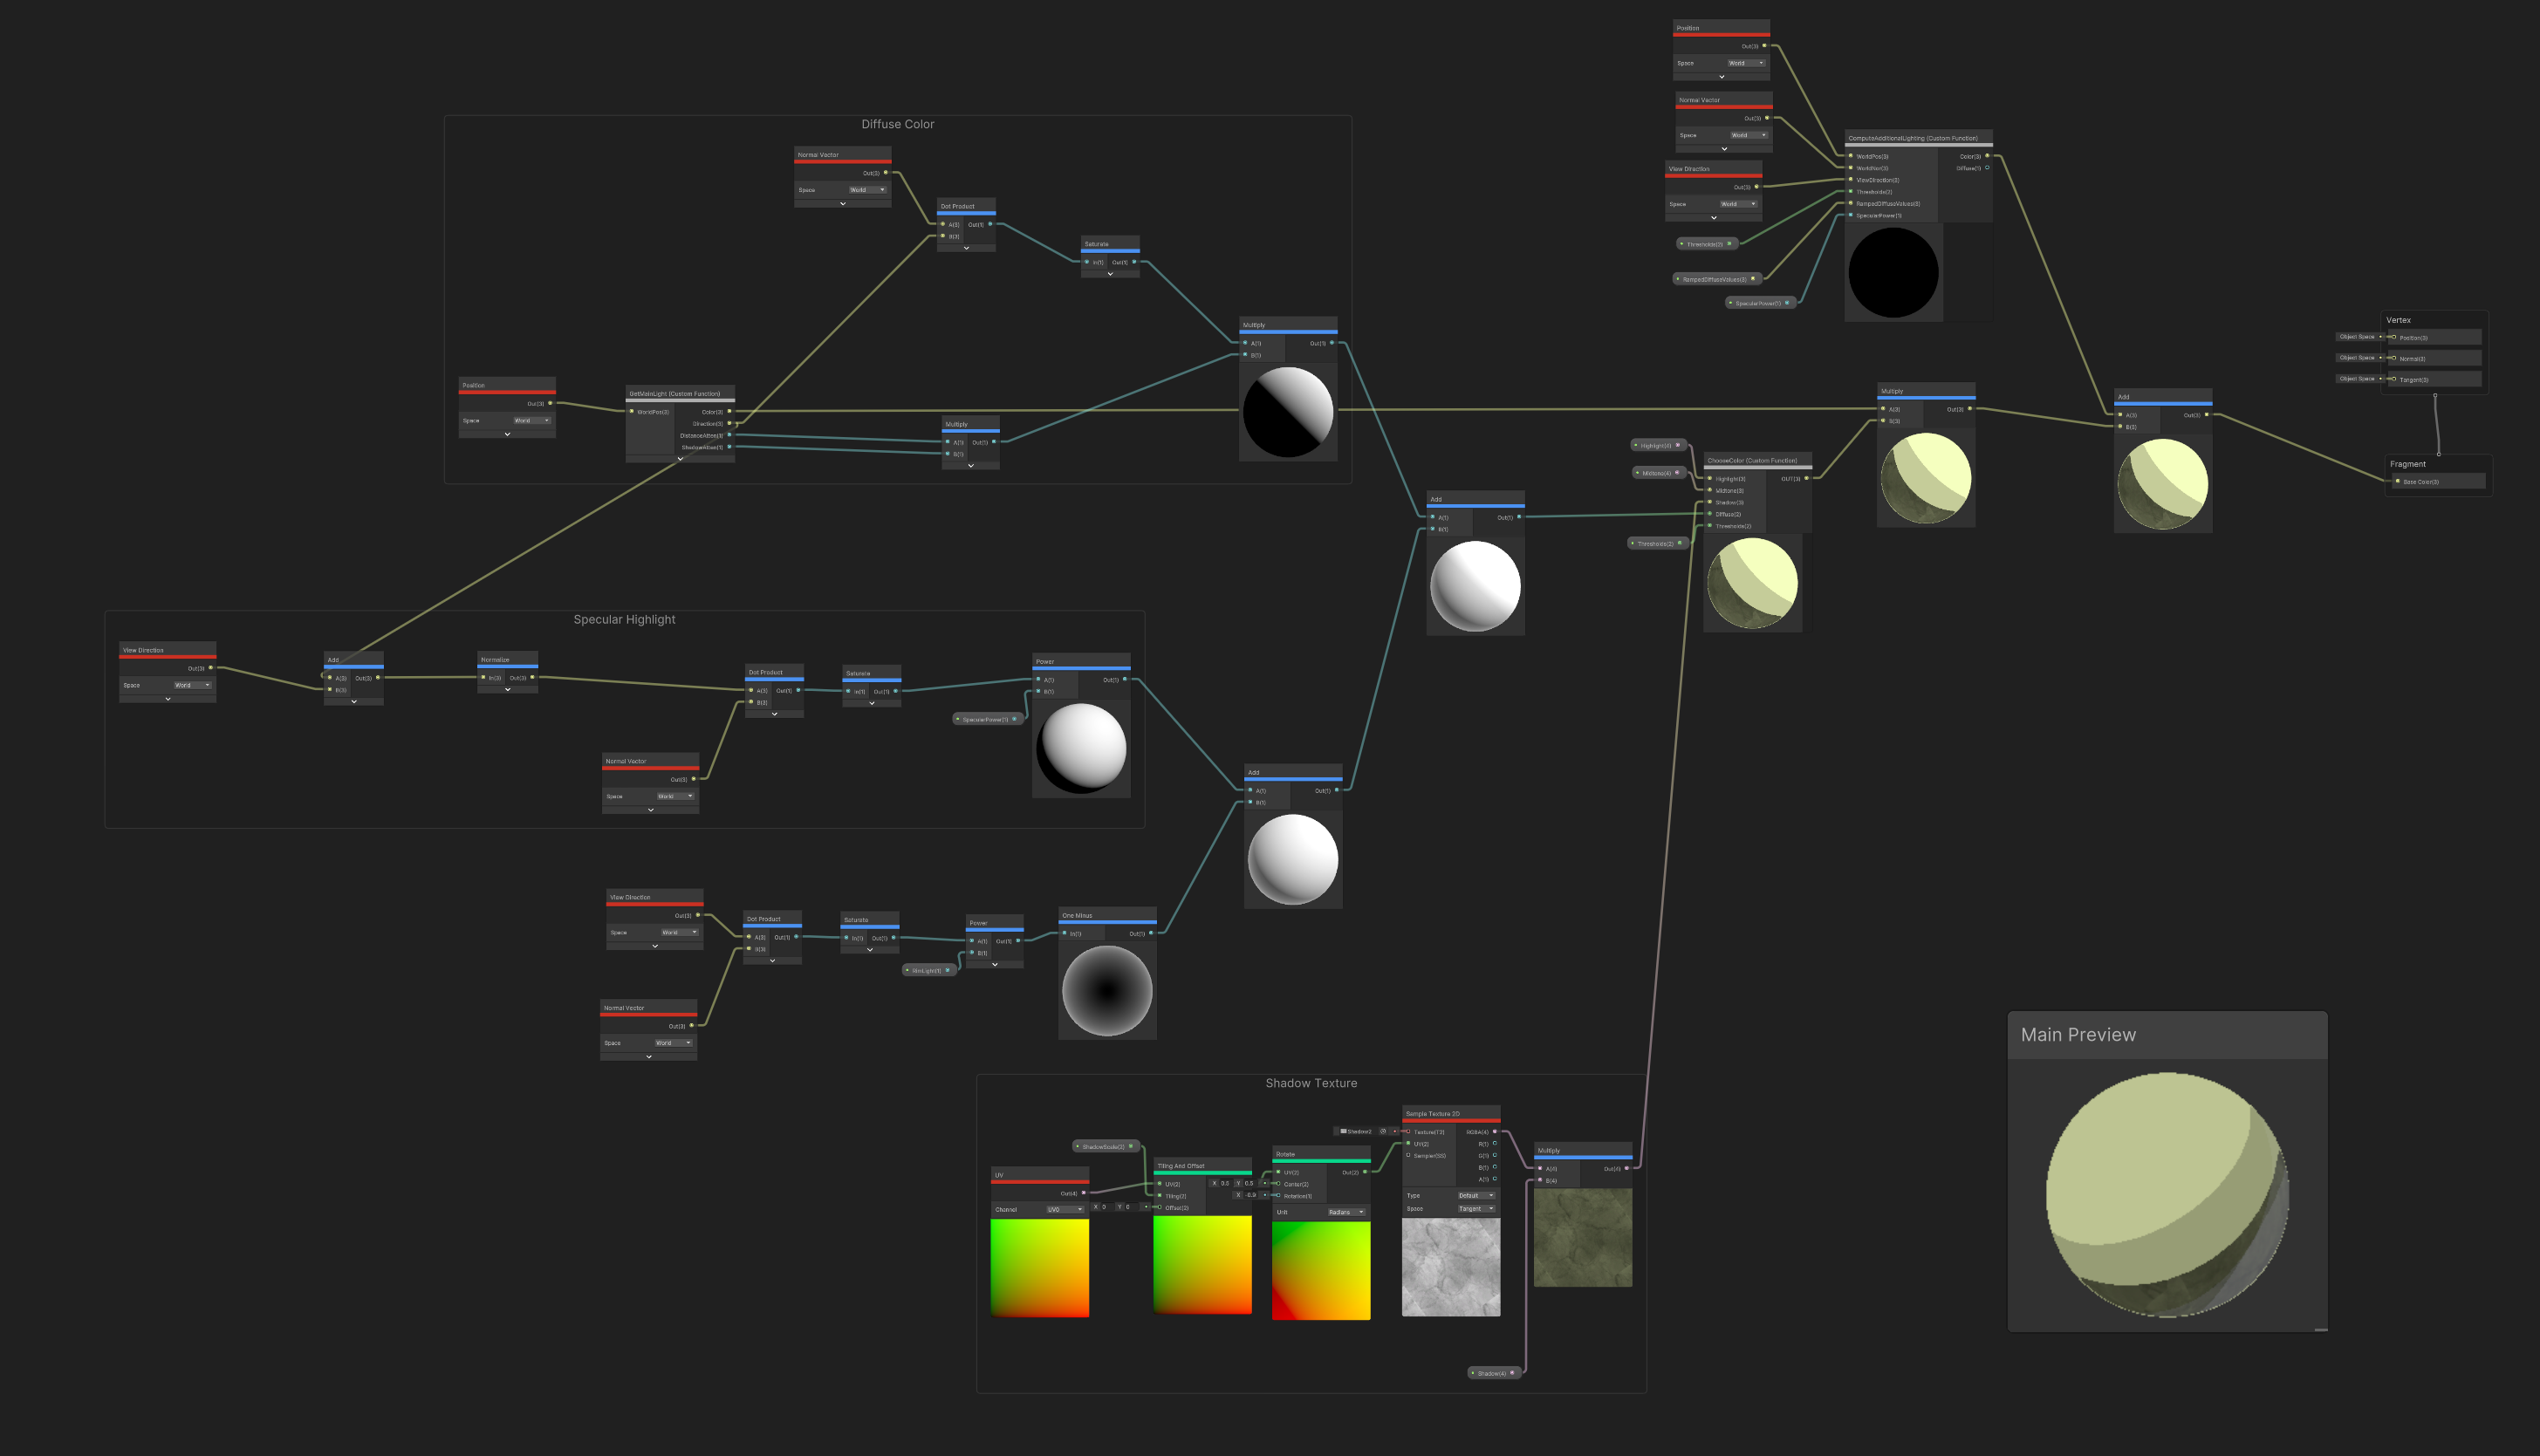 Position
Out(3)
Space World
Normal Vector
Out(3)
Space World
View Direction
Out(3)
Space World
Thresholds(2)
RampedDiffuseValues(3)
SpecularPower(1)
ComputeAdditionalLighting (Custom Function)
WorldPos(3) Color(3)
WorldNor(3) Diffuse(1)
ViewDirection(3)
Thresholds(2)
RampedDiffuseValues(3)
SpecularPower(1)
Diffuse Color
Normal Vector
Out(3)
Space World
Dot Product
A(3) Out(1)
B(3)
Saturate
In(1) Out(1)
Multiply
A(1) Out(1)
B(1)
Position
Out(3)
Space World
GetMainLight (Custom Function)
WorldPos(3) Color(3)
Direction(3)
DistanceAtten(1)
ShadowAtten(1)
Multiply
A(1) Out(1)
B(1)
Vertex
Object Space Position(3)
Object Space Normal(3)
Object Space Tangent(3)
Fragment
Base Color(3)
Multiply
A(3) Out(3)
B(3)
Add
A(3) Out(3)
B(3)
Highlight(4)
Midtone(4)
Thresholds(2)
ChooseColor (Custom Function)
Highlight(3) OUT(3)
Midtone(3)
Shadow(3)
Diffuse(2)
Thresholds(2)
Add
A(1) Out(1)
B(1)
Specular Highlight
View Direction
Out(3)
Space World
Add
A(3) Out(3)
B(3)
Normalize
In(3) Out(3)
Dot Product
A(3) Out(1)
B(3)
Saturate
In(1) Out(1)
SpecularPower(1)
Power
A(1) Out(1)
B(1)
Normal Vector
Out(3)
Space World
Add
A(1) Out(1)
B(1)
View Direction
Out(3)
Space World
Dot Product
A(3) Out(1)
B(3)
Saturate
In(1) Out(1)
RimLight(1)
Power
A(1) Out(1)
B(1)
One Minus
In(1) Out(1)
Normal Vector
Out(3)
Space World
Shadow Texture
ShadowScale(2)
UV
Out(4)
Channel UV0
X 0 Y 0
Tiling And Offset
UV(2)
Tiling(2)
Offset(2)
X 0.5 Y 0.5
Rotate
UV(2) Out(2)
Center(2)
Rotation(1)
Unit Radians
Shadow2
Sample Texture 2D
Texture(T2) RGBA(4)
UV(2) R(1)
Sampler(SS) G(1)
B(1)
A(1)
Type Default
Space Tangent
Multiply
A(4) Out(4)
B(4)
Shadow(4)
Main Preview